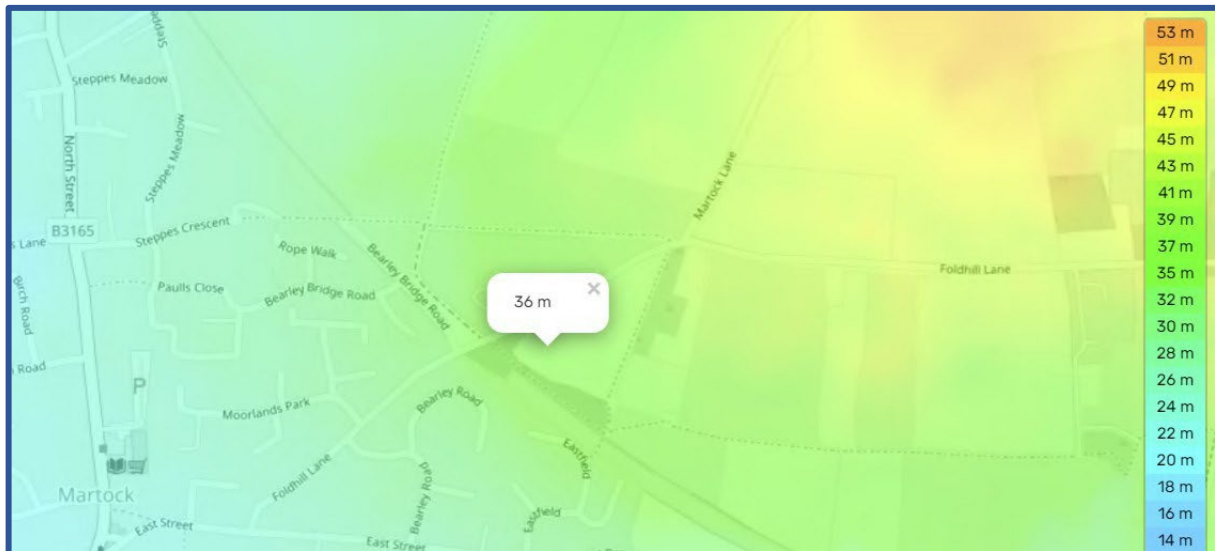 Steppes
Steppes Meadow
North Street
Steppes Meadow
B3165
s Lane
Steppes Crescent
Birch Road
Rope Walk
Paulls Close
Bearley Bridge Road
Bearley Bridge Road
Martock Lane
Foldhill Lane
36 m
×
Road
P
Moorlands Park
Bearley Road
Foldhill Lane
Bearley Road
Eastfield
Eastfield
Martock
East Street
East Street
53 m
51 m
49 m
47 m
45 m
43 m
41 m
39 m
37 m
35 m
32 m
30 m
28 m
26 m
24 m
22 m
20 m
18 m
16 m
14 m